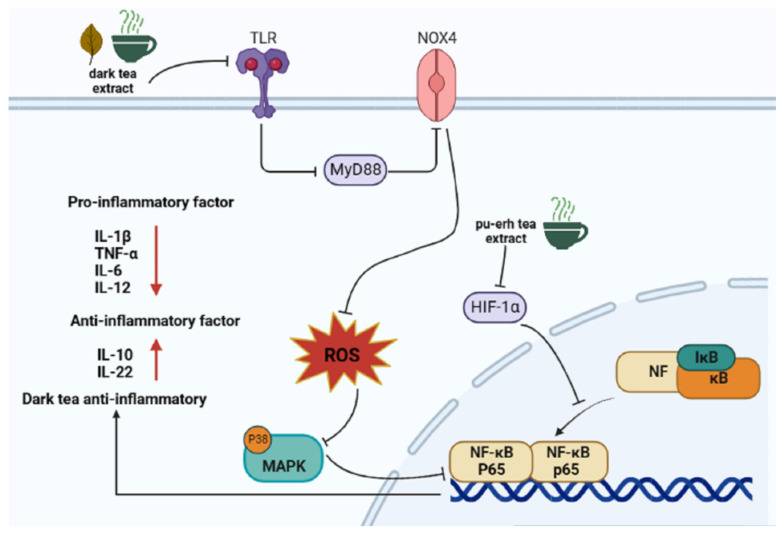 TLR
NOX4
dark tea
extract
MyD88
Pro-inflammatory factor
IL-1β
TNF-α
IL-6
IL-12
pu-erh tea
extract
HIF-1α
Anti-inflammatory factor
IL-10
IL-22
Dark tea anti-inflammatory
ROS
NF
IκB
κB
P38
MAPK
NF-κB
P65
NF-κB
p65